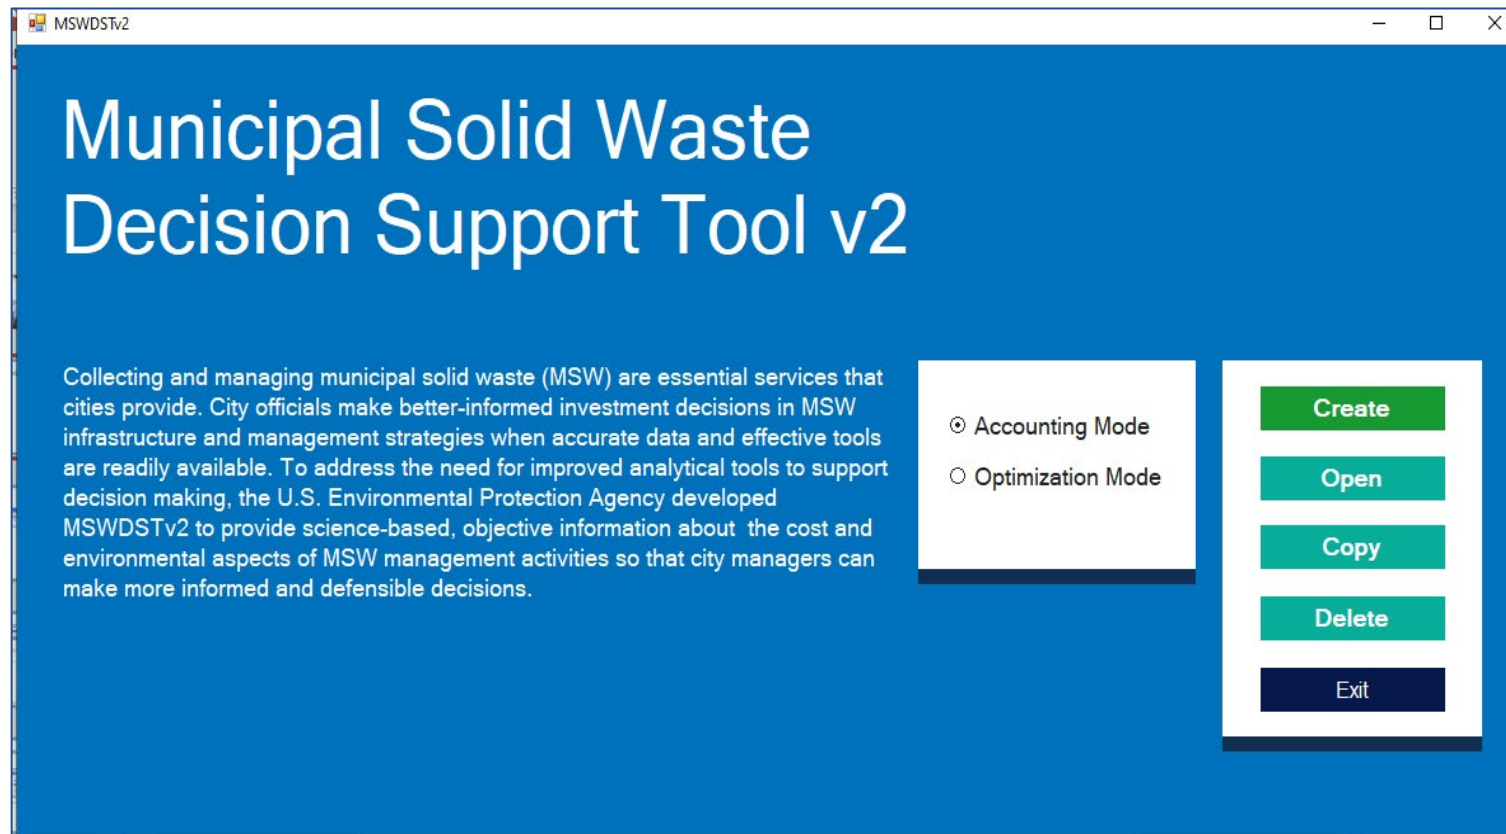 MSWDSTv2
Municipal Solid Waste
Decision Support Tool v2
Collecting and managing municipal solid waste (MSW) are essential services that
cities provide. City officials make better-informed investment decisions in MSW
infrastructure and management strategies when accurate data and effective tools
are readily available. To address the need for improved analytical tools to support
decision making, the U.S. Environmental Protection Agency developed
MSWDSTv2 to provide science-based, objective information about  the cost and
environmental aspects of MSW management activities so that city managers can
make more informed and defensible decisions.
Accounting Mode
Optimization Mode
Create
Open
Copy
Delete
Exit